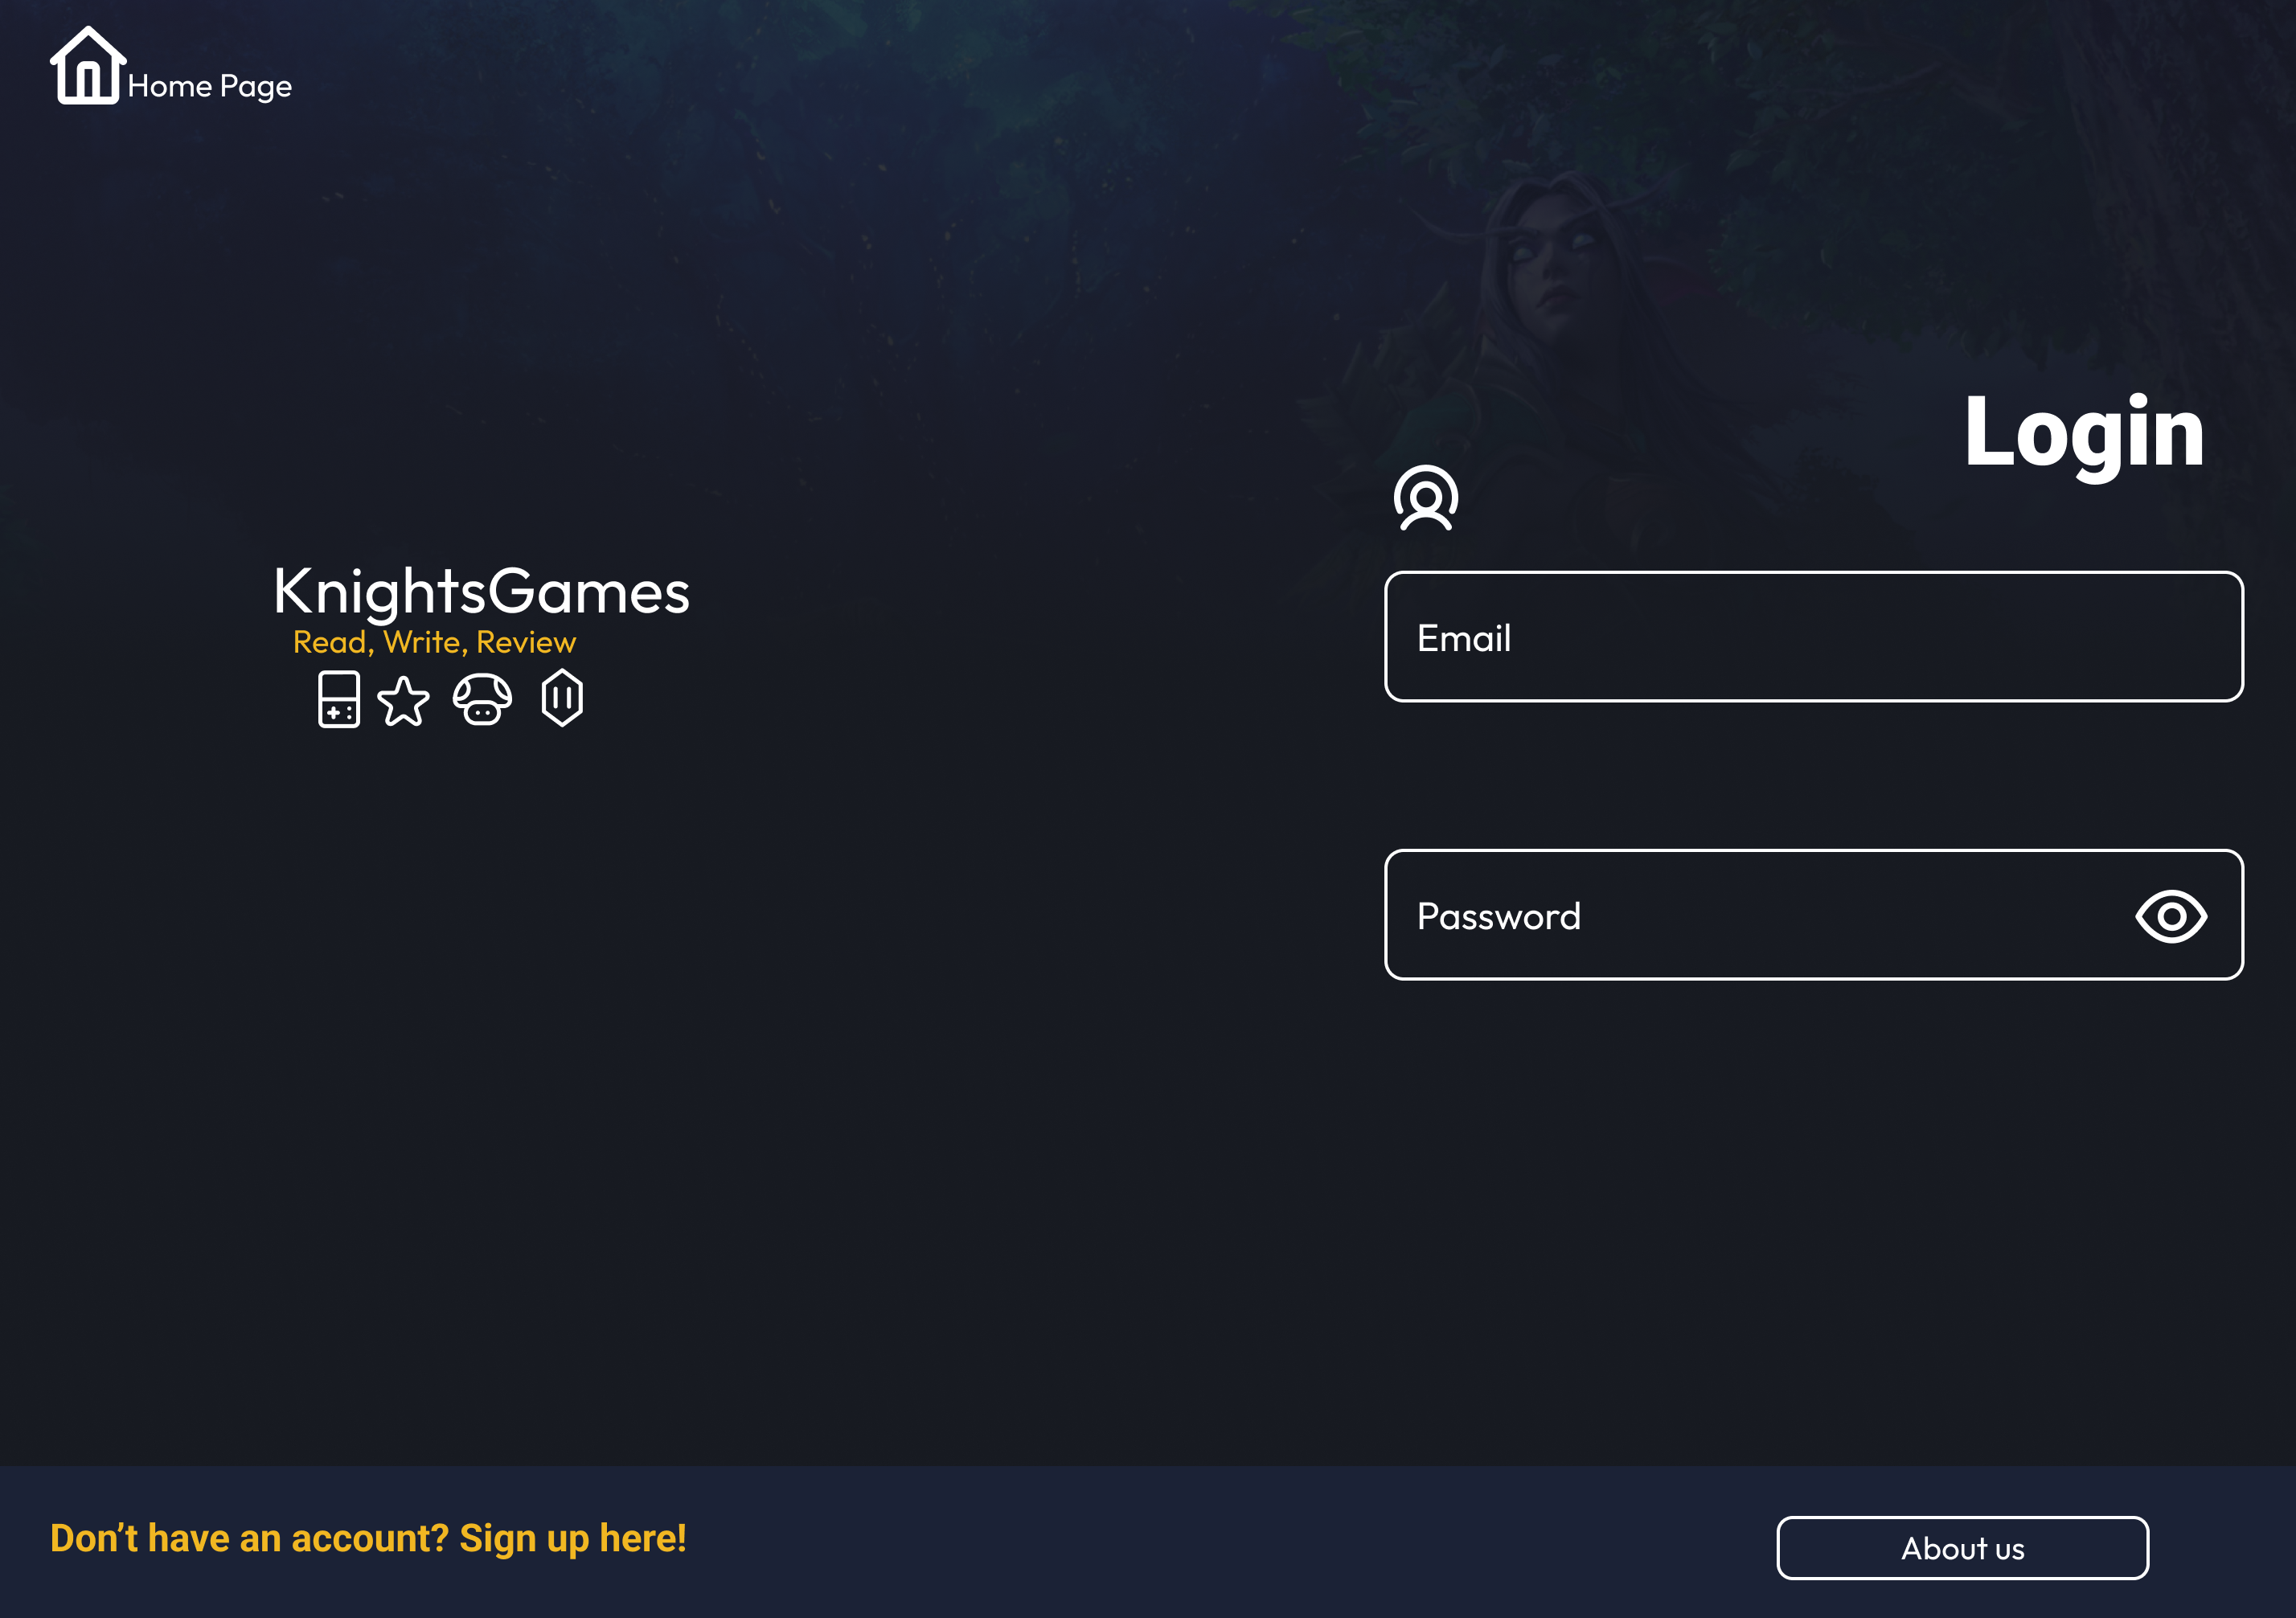 Home Page
Login
KnightsGames
Read, Write, Review
Email
Password
Don’t have an account? Sign up here!
About us